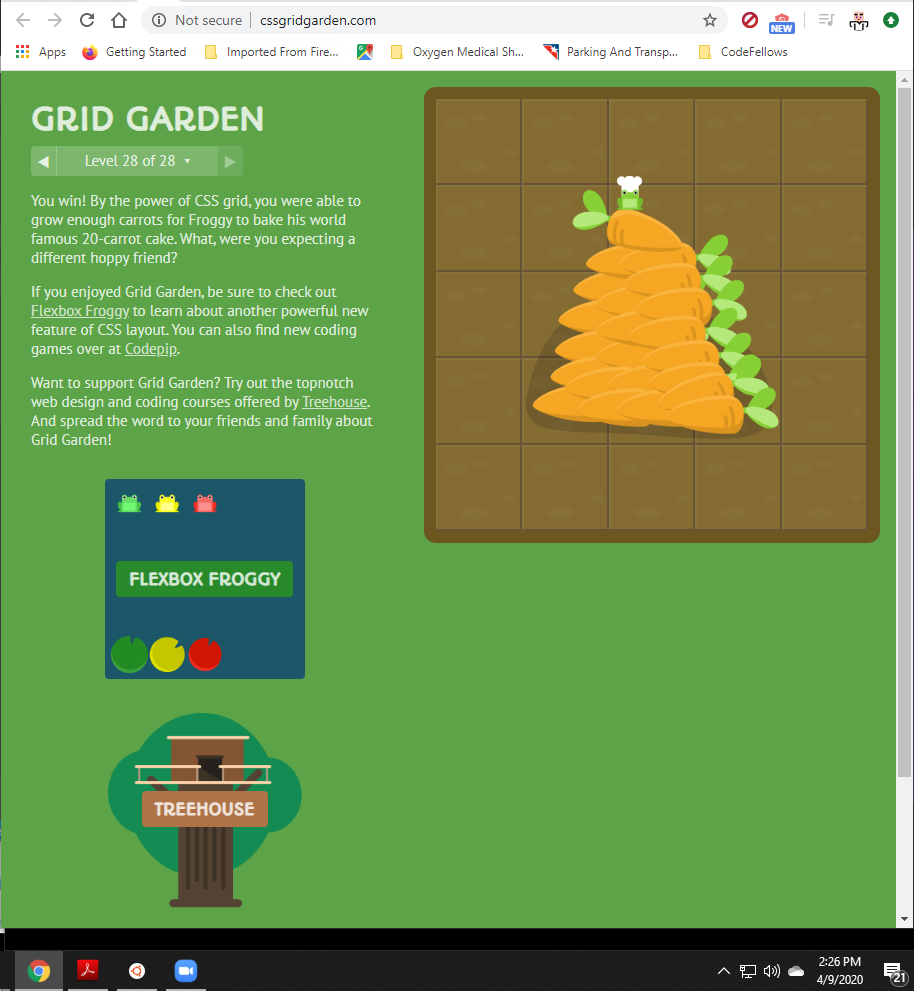 Not secure
cssgridgarden.com
NEW
Apps
Getting Started
Imported From Fire...
Oxygen Medical Sh...
Parking And Transp...
CodeFellows
GRID GARDEN
Level 28 of 28
You win! By the power of CSS grid, you were able to
grow enough carrots for Froggy to bake his world
famous 20-carrot cake. What, were you expecting a
different hoppy friend?
If you enjoyed Grid Garden, be sure to check out
Flexbox Froggy to learn about another powerful new
feature of CSS layout. You can also find new coding
games over at Codepip.
Want to support Grid Garden? Try out the topnotch
web design and coding courses offered by Treehouse.
And spread the word to your friends and family about
Grid Garden!
FLEXBOX FROGGY
TREEHOUSE
2:26 PM
4/9/2020
21